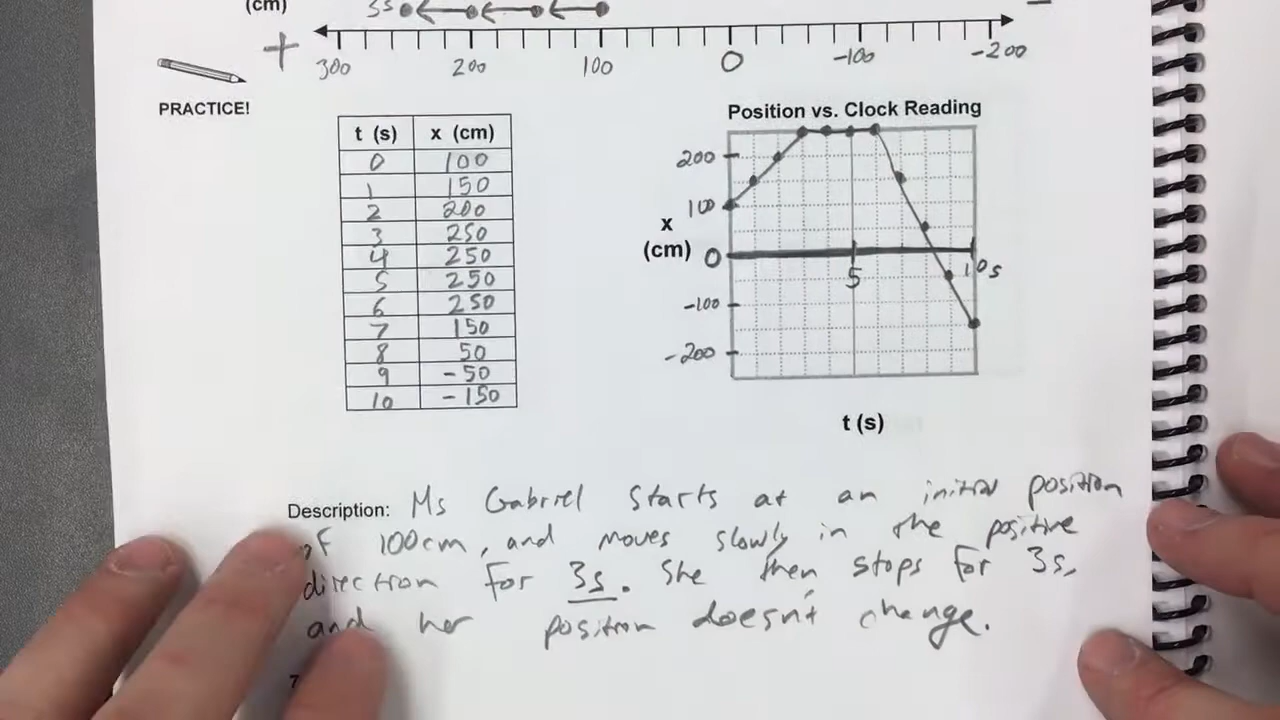 (cm)
3s
+
300 200 100 0 -100 -200
PRACTICE!
t (s) x (cm)
0 100
1 150
2 200
3 250
4 250
5 250
6 250
7 150
8 50
9 -50
10 -150
Position vs. Clock Reading
200
100
x
(cm) 0
5
10s
-100
-200
t (s)
Description: Ms Gabriel starts at an initial position
of 100cm, and moves slowly in the positive
direction for 3s. She then stops for 3s,
and her position doesn't change.
7